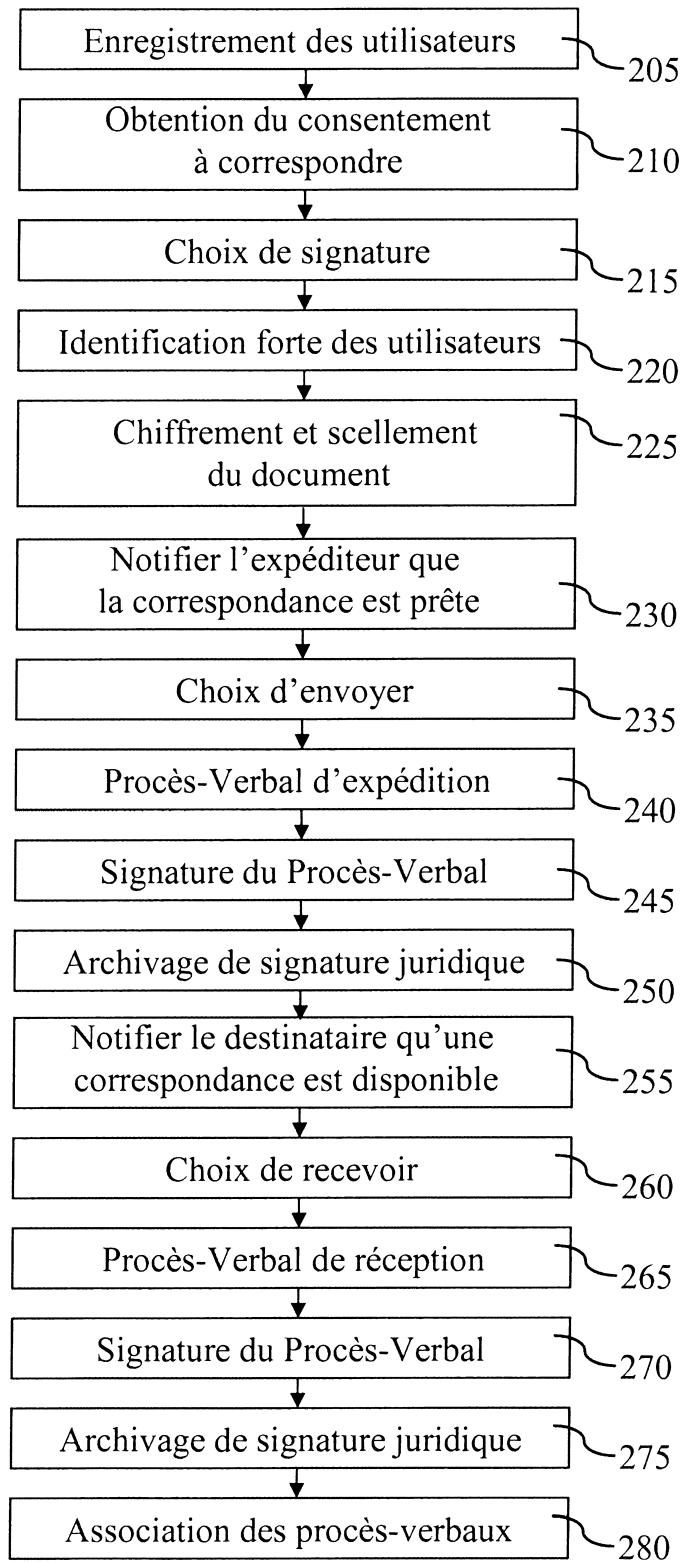 Enregistrement des utilisateurs
205
Obtention du consentement
à correspondre
210
Choix de signature
215
Identification forte des utilisateurs
220
Chiffrement et scellement
du document
225
Notifier l’expéditeur que
la correspondance est prête
230
Choix d’envoyer
235
Procès-Verbal d’expédition
240
Signature du Procès-Verbal
245
Archivage de signature juridique
250
Notifier le destinataire qu’une
correspondance est disponible
255
Choix de recevoir
260
Procès-Verbal de réception
265
Signature du Procès-Verbal
270
Archivage de signature juridique
275
Association des procès-verbaux
280